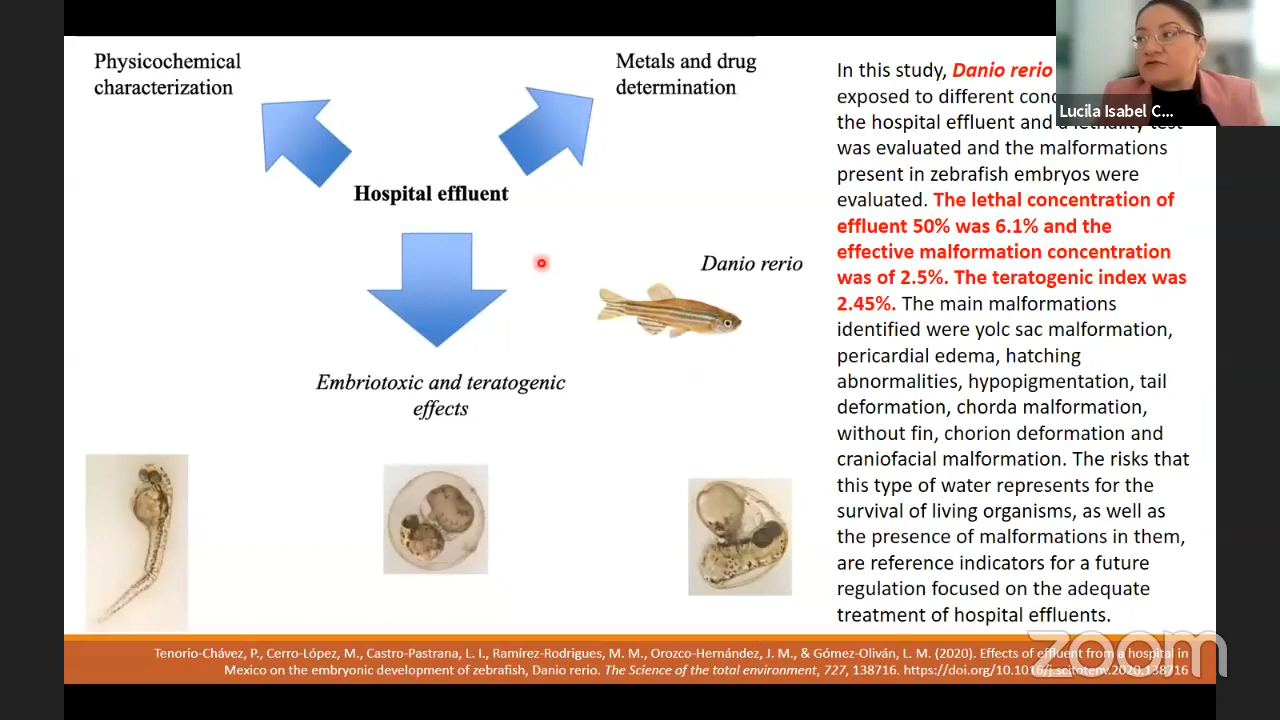 Physicochemical
characterization
Metals and drug
determination
Hospital effluent
Danio rerio
Embriotoxic and teratogenic
effects
In this study, Danio rerio
exposed to different conc
the hospital effluent and a lethality test
was evaluated and the malformations
present in zebrafish embryos were
evaluated. The lethal concentration of
effluent 50% was 6.1% and the
effective malformation concentration
was of 2.5%. The teratogenic index was
2.45%. The main malformations
identified were yolc sac malformation,
pericardial edema, hatching
abnormalities, hypopigmentation, tail
deformation, chorda malformation,
without fin, chorion deformation and
craniofacial malformation. The risks that
this type of water represents for the
survival of living organisms, as well as
the presence of malformations in them,
are reference indicators for a future
regulation focused on the adequate
treatment of hospital effluents.
Lucila Isabel C...
Tenorio-Chávez, P., Cerro-López, M., Castro-Pastrana, L. I., Ramírez-Rodrigues, M. M., Orozco-Hernández, J. M., & Gómez-Oliván, L. M. (2020). Effects of effluent from a hospital in
Mexico on the embryonic development of zebrafish, Danio rerio. The Science of the total environment, 727, 138716. https://doi.org/10.1016/j.scitotenv.2020.138716
zoom